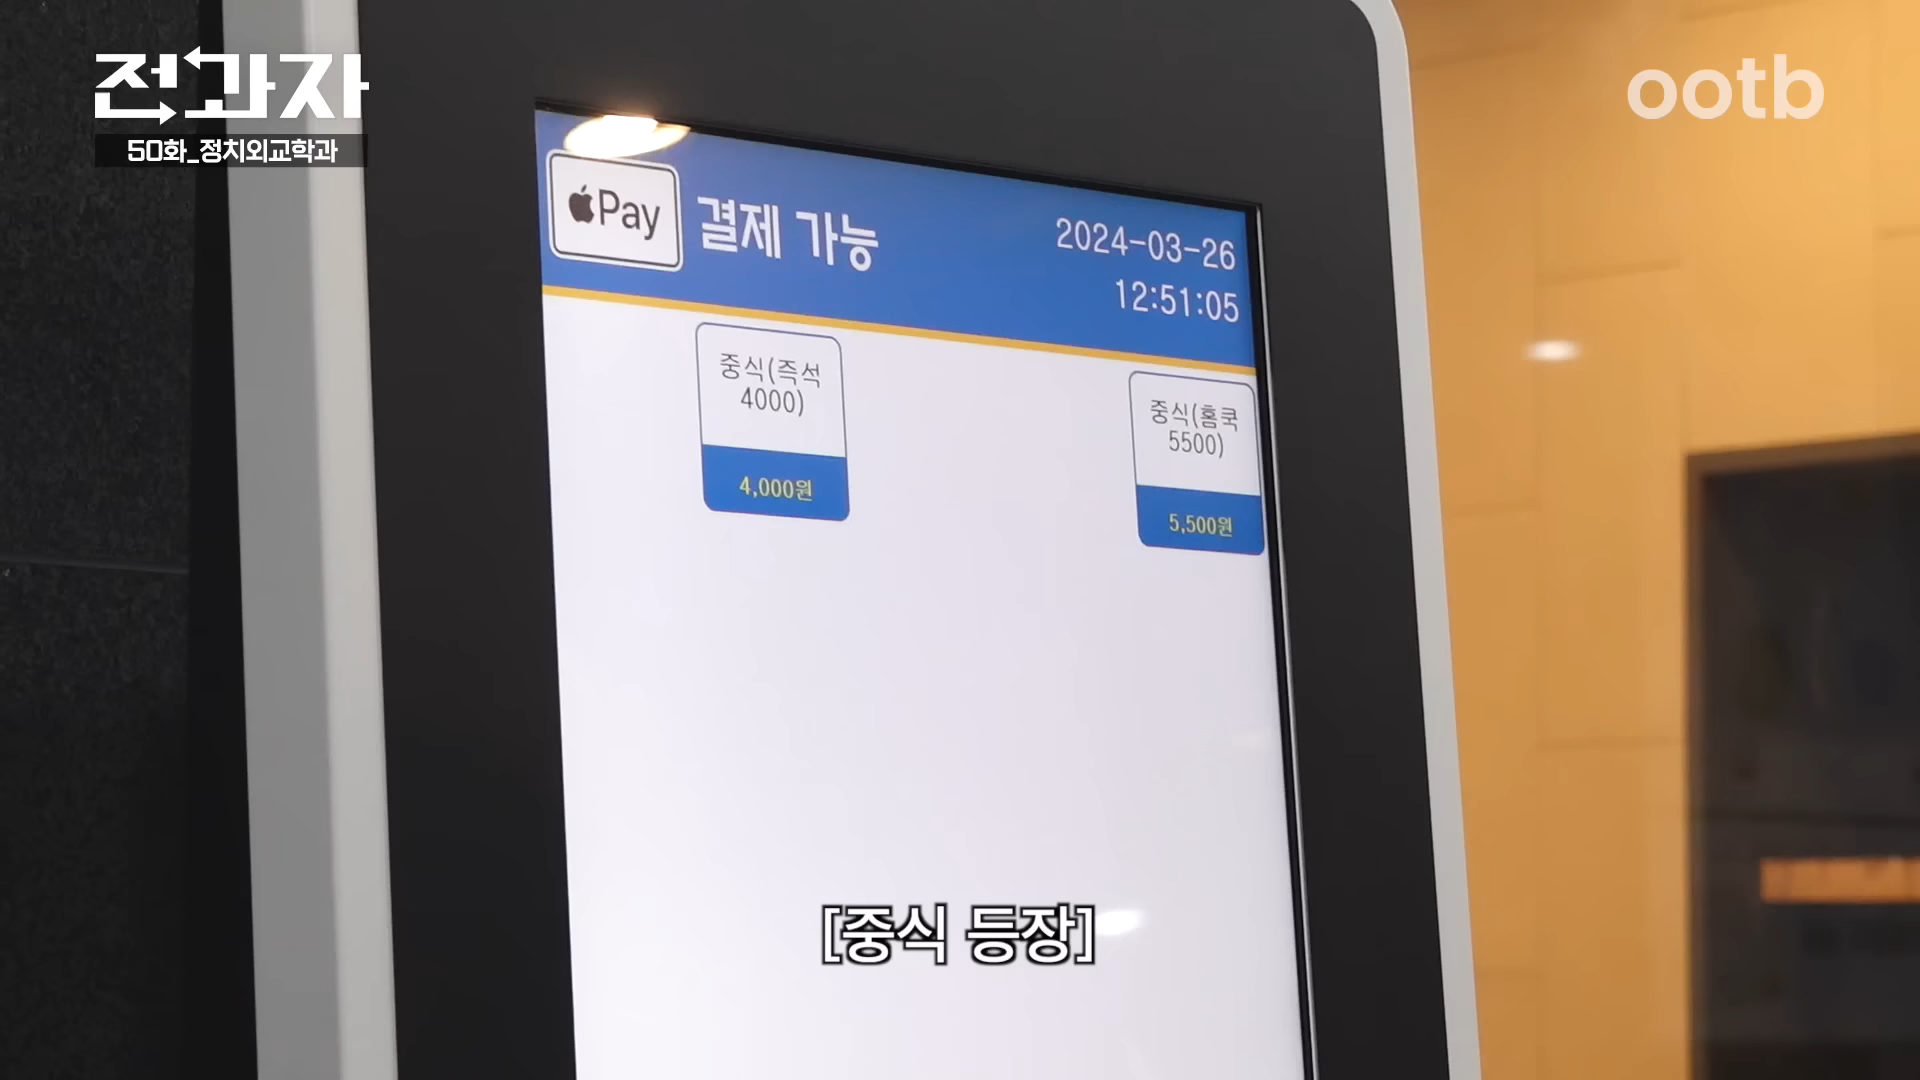 전과자
50화_정치외교학과
ootb
Pay 결제 가능
2024-03-26
12:51:05
중식(즉석
4000)
4,000원
중식(홈쿡
5500)
5,500원
[중식 등장]